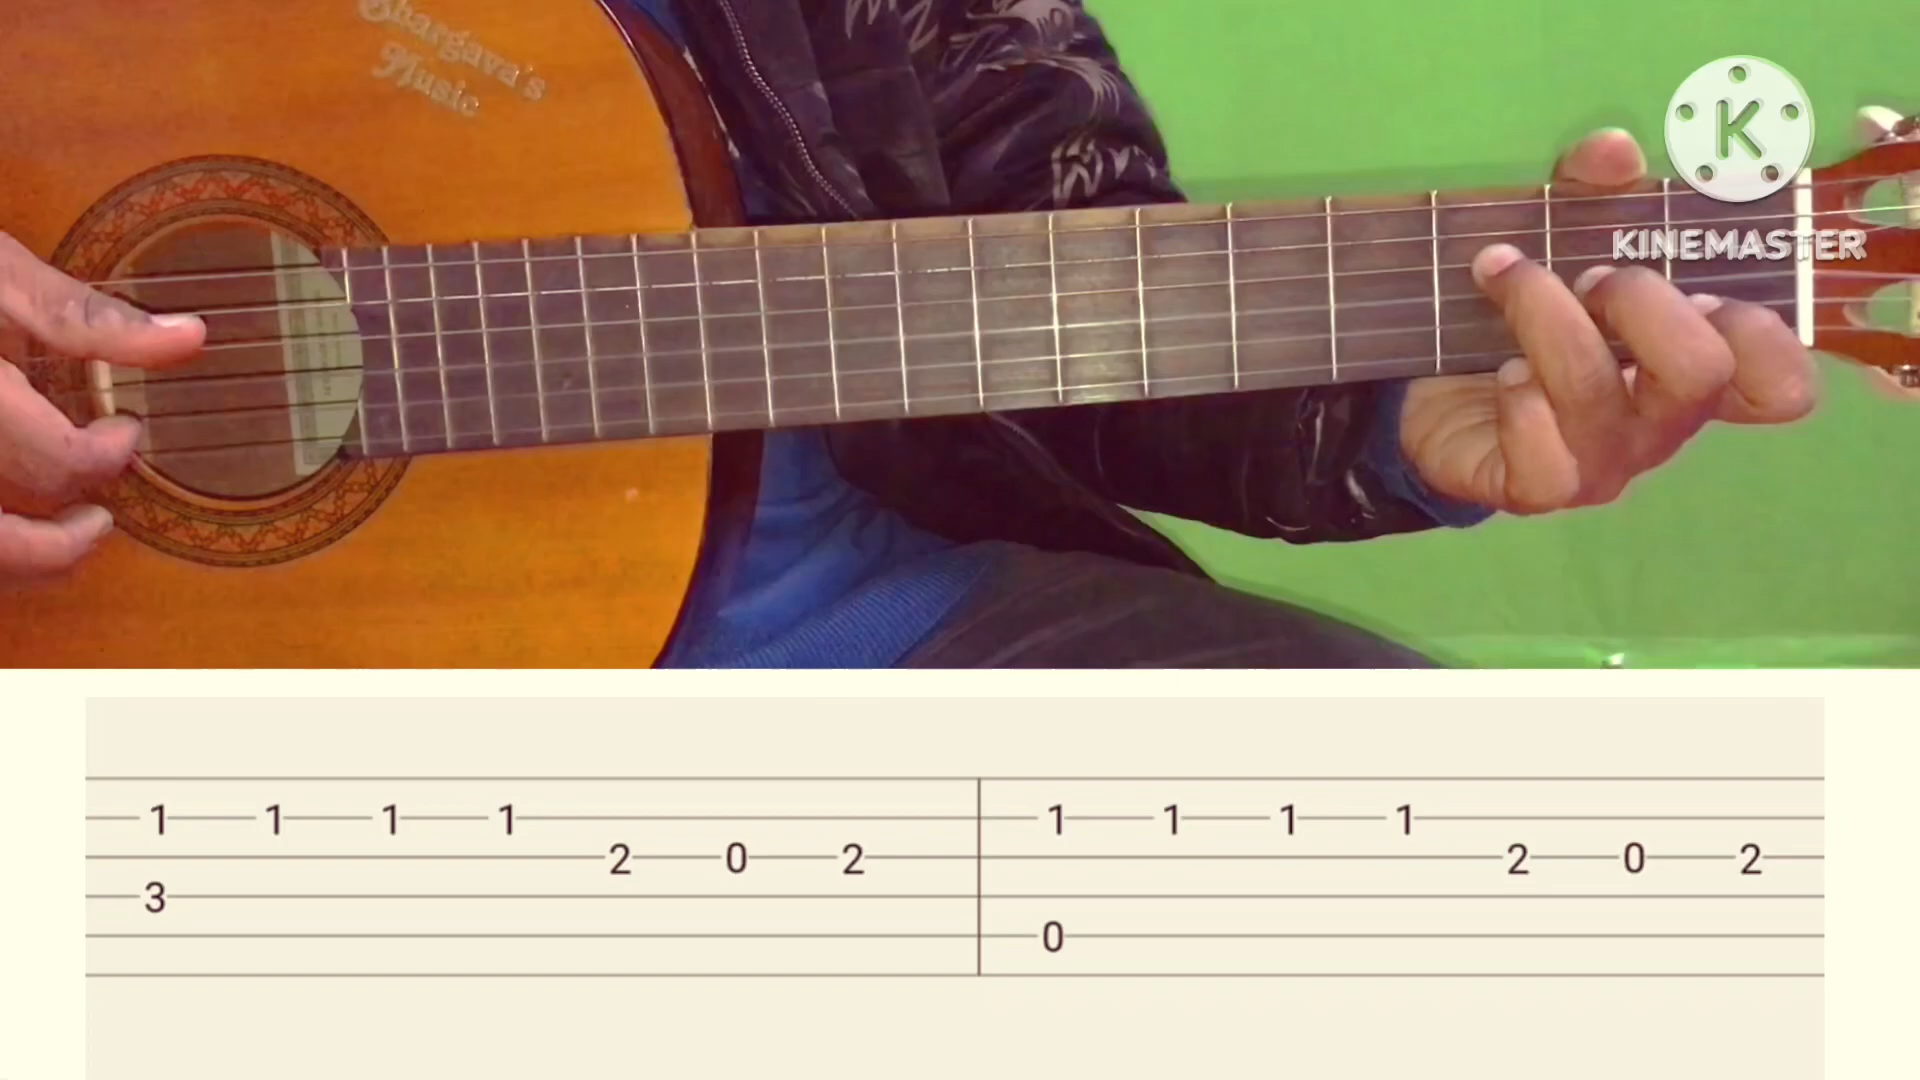 Bhargava's
Music
K
KINEMASTER
1 1 1 1 1 1 1 1
2 0 2 2 0 2
3
0